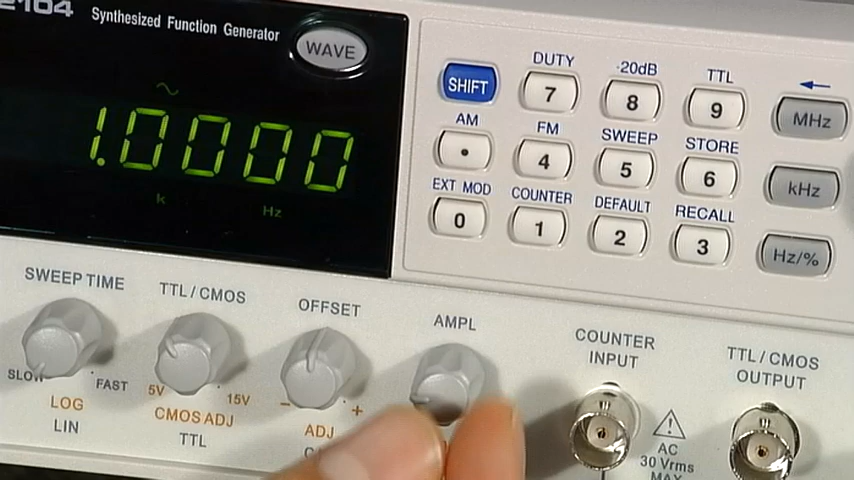 2104
Synthesized Function Generator
WAVE
1.0000
k
Hz
SHIFT
DUTY
7
-20dB
8
TTL
9
MHz
AM
.
FM
4
SWEEP
5
STORE
6
kHz
EXT MOD
0
COUNTER
1
DEFAULT
2
RECALL
3
Hz/%
SWEEP TIME
SLOW
FAST
LOG
LIN
TTL/CMOS
5V
15V
CMOS ADJ
TTL
OFFSET
- +
ADJ
AMPL
COUNTER
INPUT
AC
30 Vrms
MAX
TTL/CMOS
OUTPUT